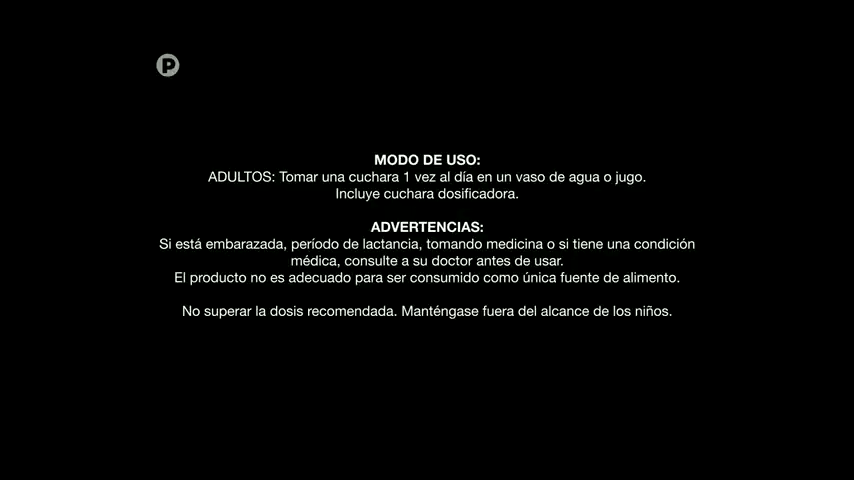 P
MODO DE USO:
ADULTOS: Tomar una cuchara 1 vez al día en un vaso de agua o jugo.
Incluye cuchara dosificadora.
ADVERTENCIAS:
Si está embarazada, período de lactancia, tomando medicina o si tiene una condición
médica, consulte a su doctor antes de usar.
El producto no es adecuado para ser consumido como única fuente de alimento.
No superar la dosis recomendada. Manténgase fuera del alcance de los niños.